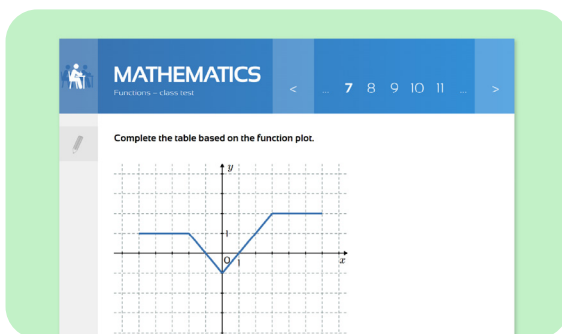 MATHEMATICS
Functions – class test
< ... 7 8 9 10 11 ... >
Complete the table based on the function plot.
y
1
0 1 x